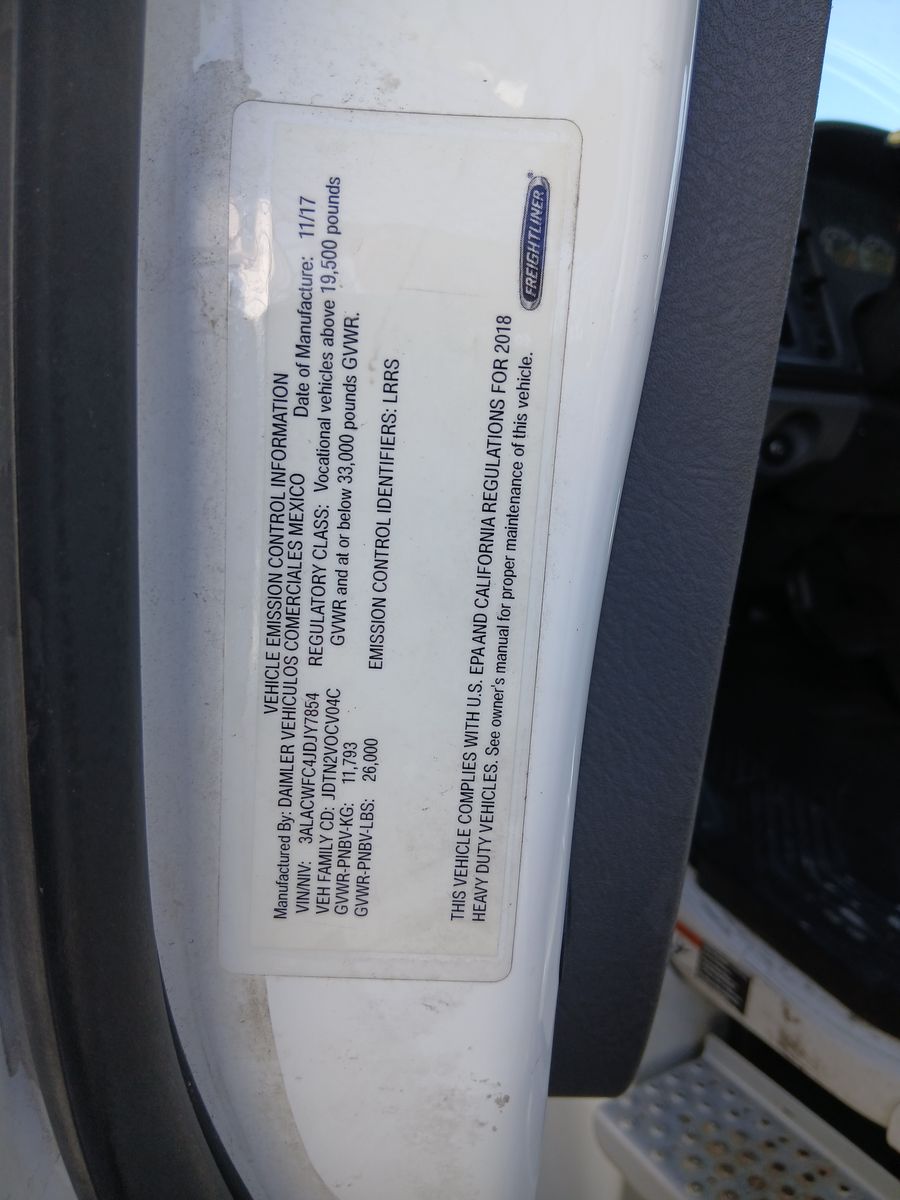 VEHICLE EMISSION CONTROL INFORMATION
Manufactured By: DAIMLER VEHICULOS COMERCIALES MEXICO Date of Manufacture: 11/17
VIN/NIV: 3ALACWFC4JDJY7854 REGULATORY CLASS: Vocational vehicles above 19,500 pounds
VEH FAMILY CD: JDTN2VOCV04C GVWR and at or below 33,000 pounds GVWR.
GVWR-PNBV-KG: 11,793
GVWR-PNBV-LBS: 26,000 EMISSION CONTROL IDENTIFIERS: LRRS
THIS VEHICLE COMPLIES WITH U.S. EPA AND CALIFORNIA REGULATIONS FOR 2018
HEAVY DUTY VEHICLES. See owner's manual for proper maintenance of this vehicle.
FREIGHTLINER®